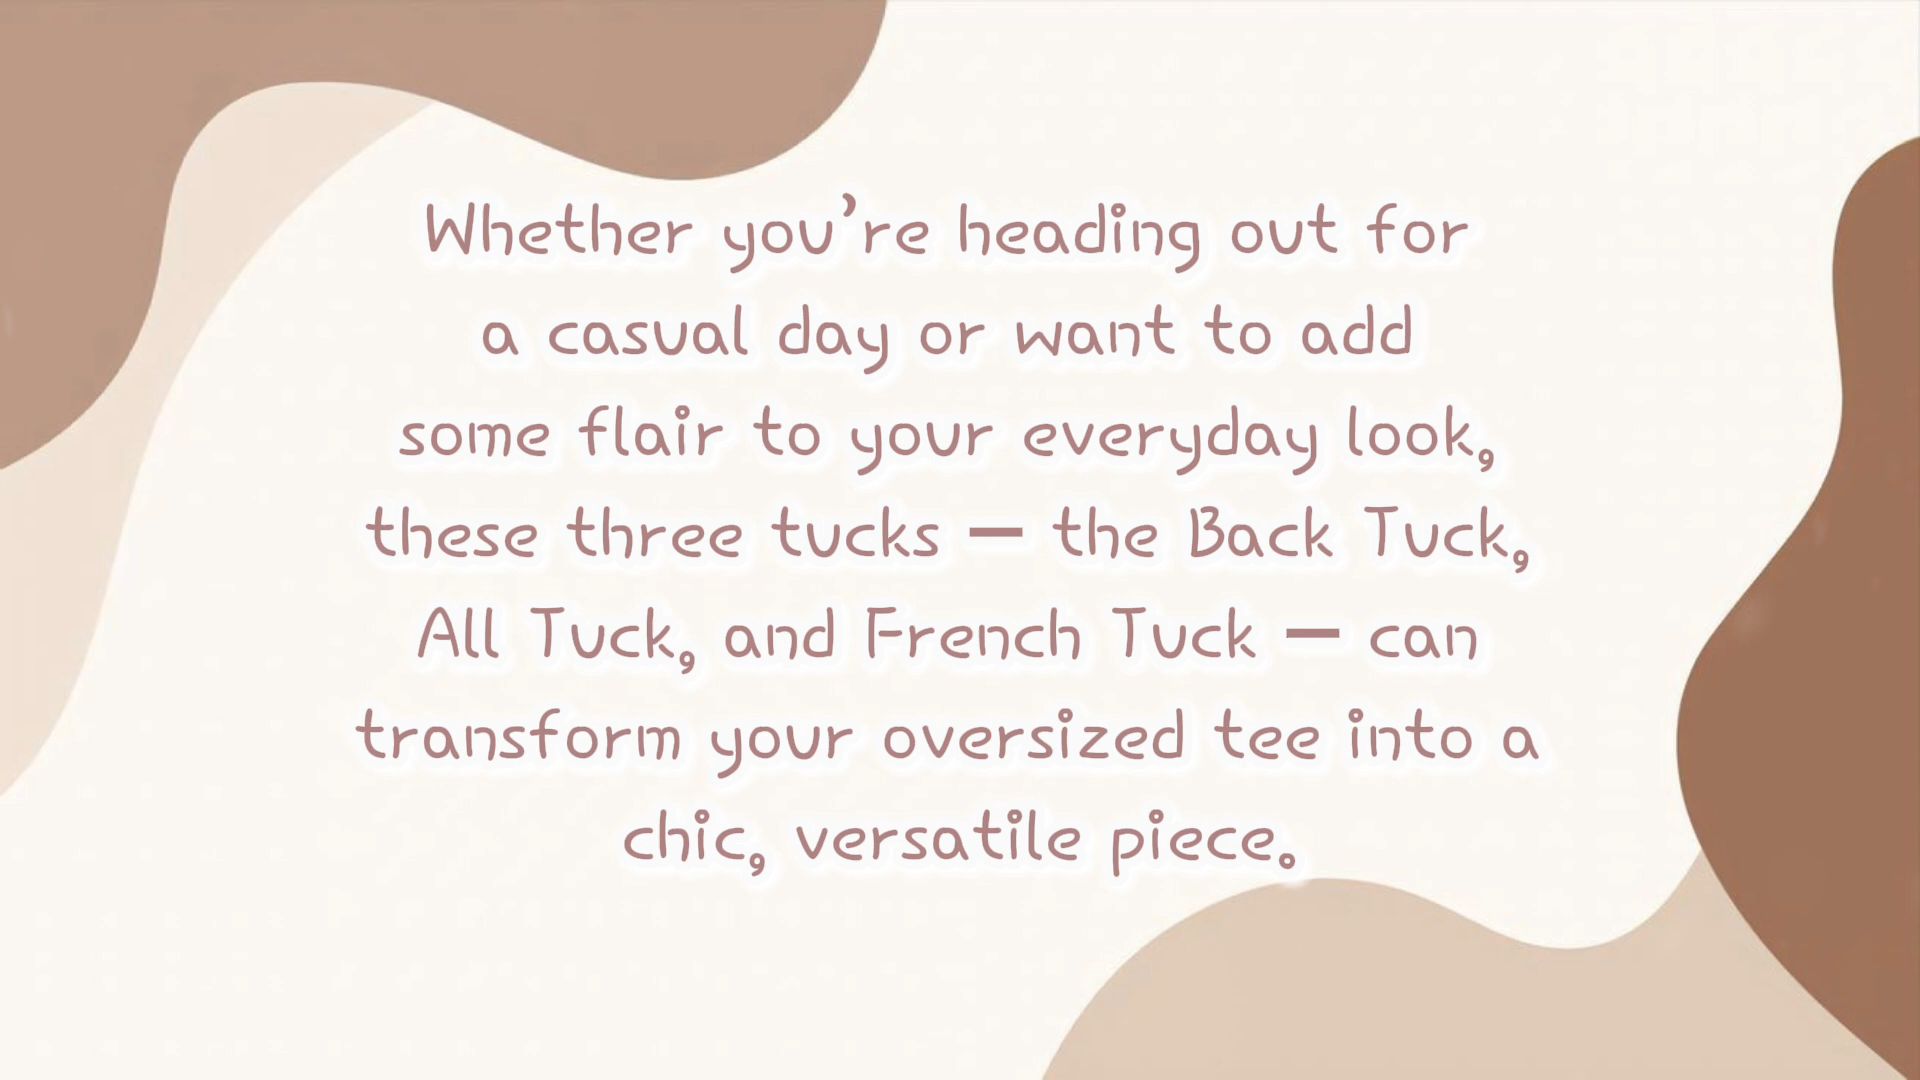 Whether you’re heading out for
a casual day or want to add
some flair to your everyday look,
these three tucks — the Back Tuck,
All Tuck, and French Tuck — can
transform your oversized tee into a
chic, versatile piece.